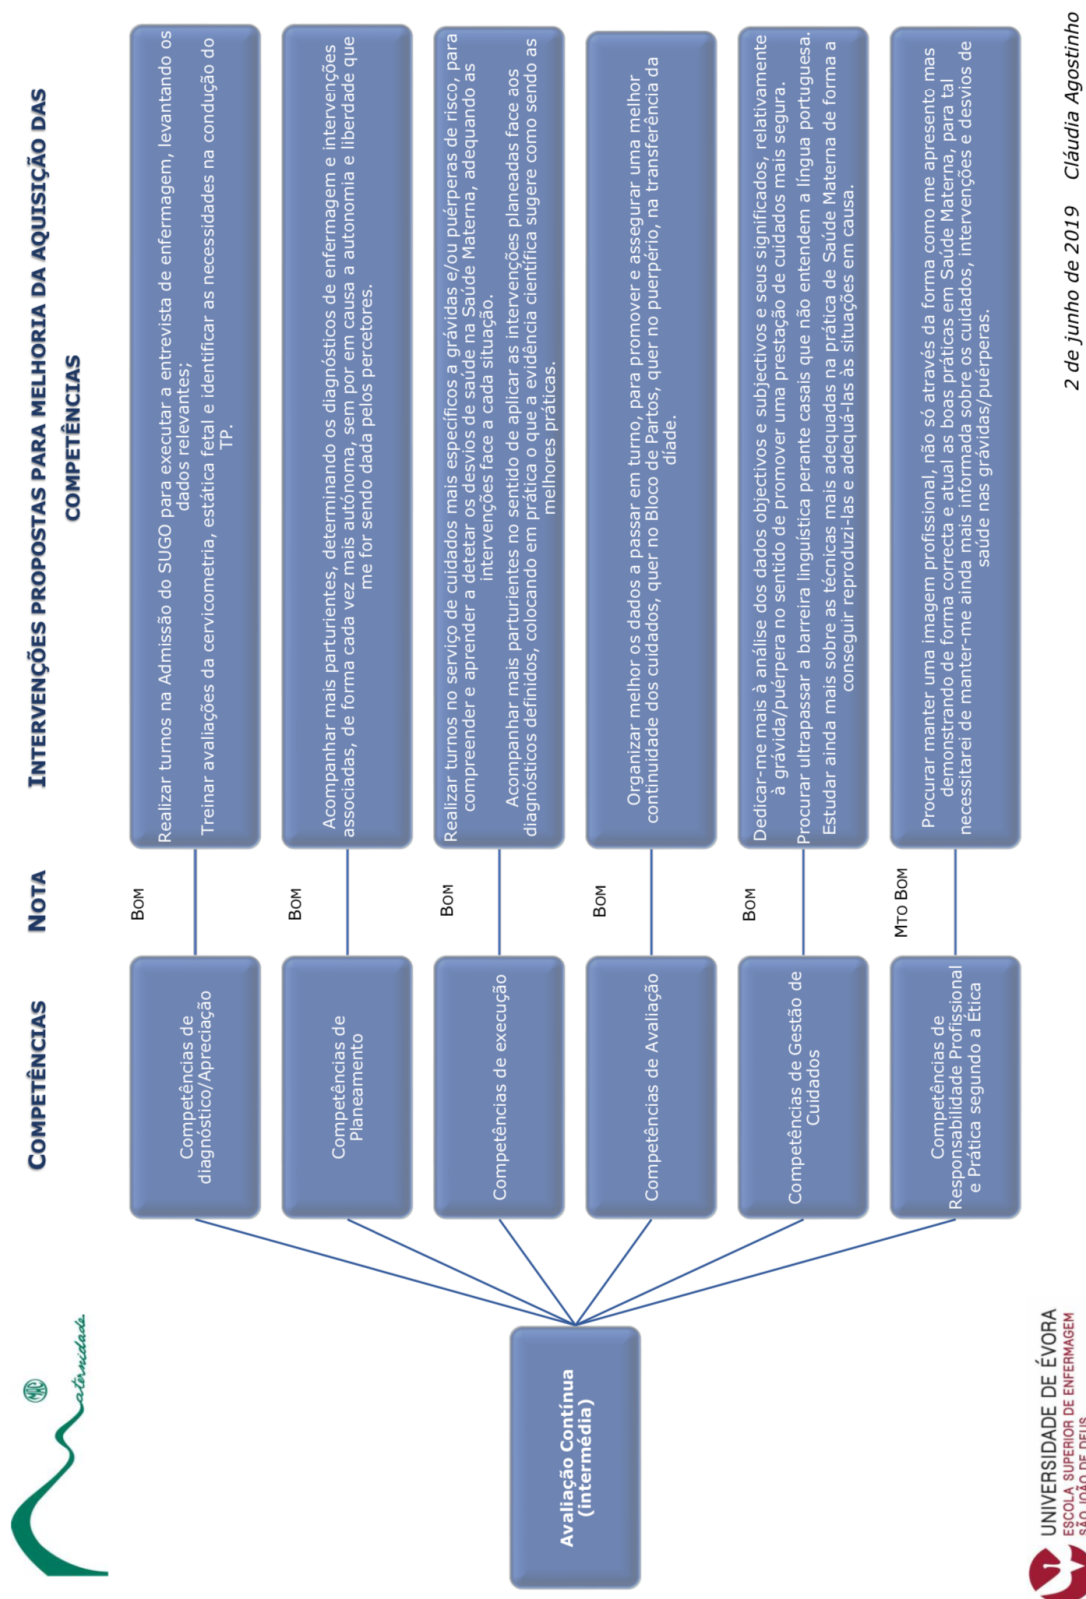 COMPETÊNCIAS
NOTA
INTERVENÇÕES PROPOSTAS PARA MELHORIA DA AQUISIÇÃO DAS
COMPETÊNCIAS
MAC
aternidade
Avaliação Contínua
(intermédia)
Competências de
diagnóstico/Apreciação
BOM
Realizar turnos na Admissão do SUGO para executar a entrevista de enfermagem, levantando os
dados relevantes;
Treinar avaliações da cervicometria, estática fetal e identificar as necessidades na condução do
TP.
Competências de
Planeamento
BOM
Acompanhar mais parturientes, determinando os diagnósticos de enfermagem e intervenções
associadas, de forma cada vez mais autónoma, sem por em causa a autonomia e liberdade que
me for sendo dada pelos percetores.
Competências de execução
BOM
Realizar turnos no serviço de cuidados mais específicos a grávidas e/ou puérperas de risco, para
compreender e aprender a detetar os desvios de saúde na Saúde Materna, adequando as
intervenções face a cada situação.
Acompanhar mais parturientes no sentido de aplicar as intervenções planeadas face aos
diagnósticos definidos, colocando em prática o que a evidência científica sugere como sendo as
melhores práticas.
Competências de Avaliação
BOM
Organizar melhor os dados a passar em turno, para promover e assegurar uma melhor
continuidade dos cuidados, quer no Bloco de Partos, quer no puerpério, na transferência da
díade.
Competências de Gestão de
Cuidados
BOM
Dedicar-me mais à análise dos dados objectivos e subjectivos e seus significados, relativamente
à grávida/puérpera no sentido de promover uma prestação de cuidados mais segura.
Procurar ultrapassar a barreira linguística perante casais que não entendem a língua portuguesa.
Estudar ainda mais sobre as técnicas mais adequadas na prática de Saúde Materna de forma a
conseguir reproduzi-las e adequá-las às situações em causa.
Competências de
Responsabilidade Profissional
e Prática segundo a Ética
MTO BOM
Procurar manter uma imagem profissional, não só através da forma como me apresento mas
demonstrando de forma correcta e atual as boas práticas em Saúde Materna, para tal
necessitarei de manter-me ainda mais informada sobre os cuidados, intervenções e desvios de
saúde nas grávidas/puérperas.
UNIVERSIDADE DE ÉVORA
ESCOLA SUPERIOR DE ENFERMAGEM
SÃO JOÃO DE DEUS
2 de junho de 2019 Cláudia Agostinho